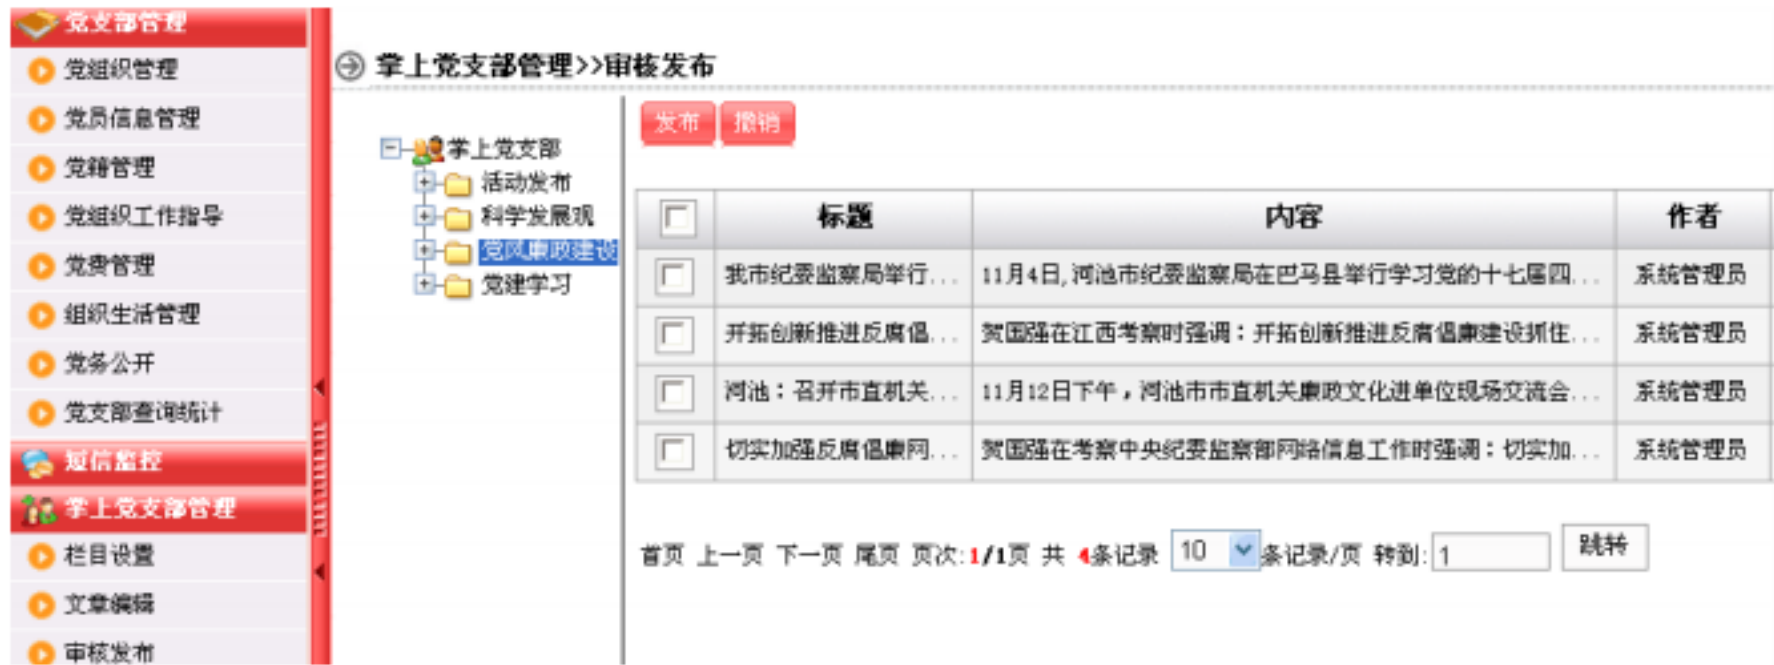 党支部管理
党组织管理
党员信息管理
党籍管理
党组织工作指导
党费管理
组织生活管理
党务公开
党支部查询统计
短信监控
掌上党支部管理
栏目设置
文章编辑
审核发布
掌上党支部管理>>审核发布
掌上党支部
活动发布
科学发展观
党风廉政建设
党建学习
发布 撤销
标题 内容 作者
我市纪委监察局举行... 11月4日,河池市纪委监察局在巴马县举行学习党的十七届四... 系统管理员
开拓创新推进反腐倡... 贺国强在江西考察时强调：开拓创新推进反腐倡廉建设抓住... 系统管理员
河池：召开市直机关... 11月12日下午，河池市市直机关廉政文化进单位现场交流会... 系统管理员
切实加强反腐倡廉网... 贺国强在考察中央纪委监察部网络信息工作时强调：切实加... 系统管理员
首页 上一页 下一页 尾页 页次:1/1页 共 4条记录 10 条记录/页 转到: 1 跳转